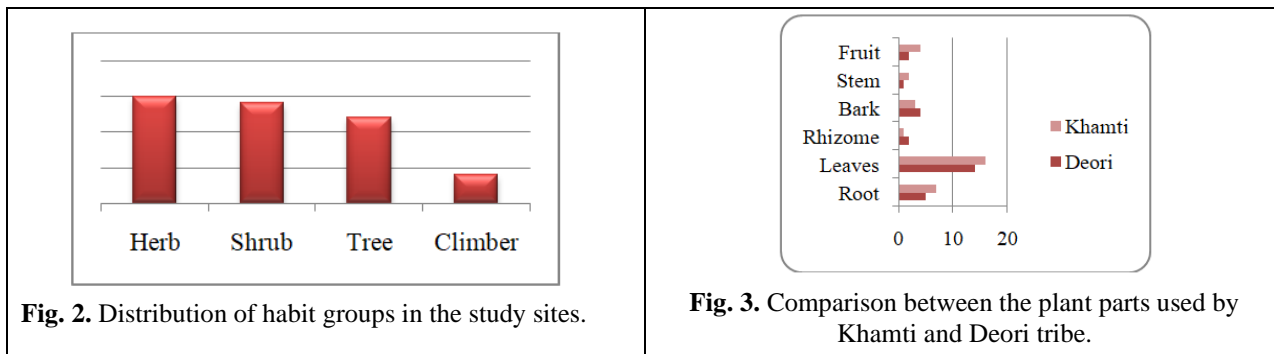 Herb Shrub Tree Climber
Fig. 2. Distribution of habit groups in the study sites.
Fruit
Stem
Bark
Rhizome
Leaves
Root
0 10 20
Khamti
Deori
Fig. 3. Comparison between the plant parts used by
Khamti and Deori tribe.